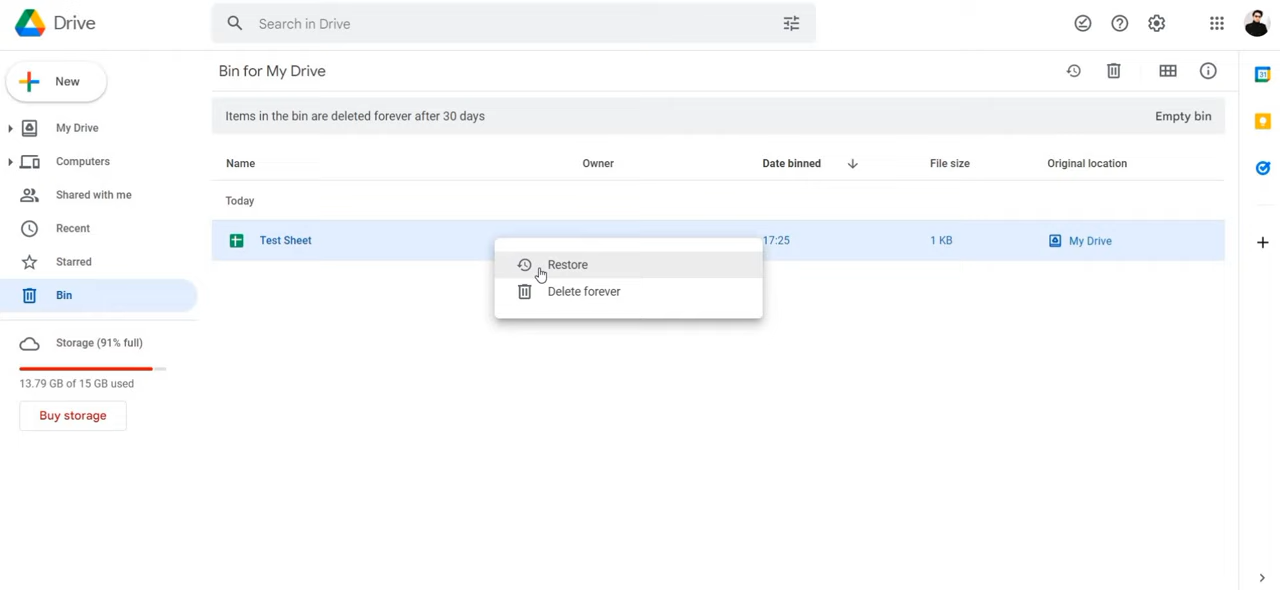 Drive
Search in Drive
New
My Drive
Computers
Shared with me
Recent
Starred
Bin
Storage (91% full)
13.79 GB of 15 GB used
Buy storage
Bin for My Drive
Items in the bin are deleted forever after 30 days
Empty bin
Name Owner Date binned File size Original location
Today
Test Sheet 17:25 1 KB My Drive
Restore
Delete forever
31